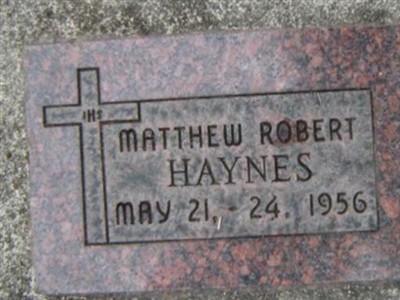 IHS
MATTHEW ROBERT
HAYNES
MAY 21, - 24, 1956